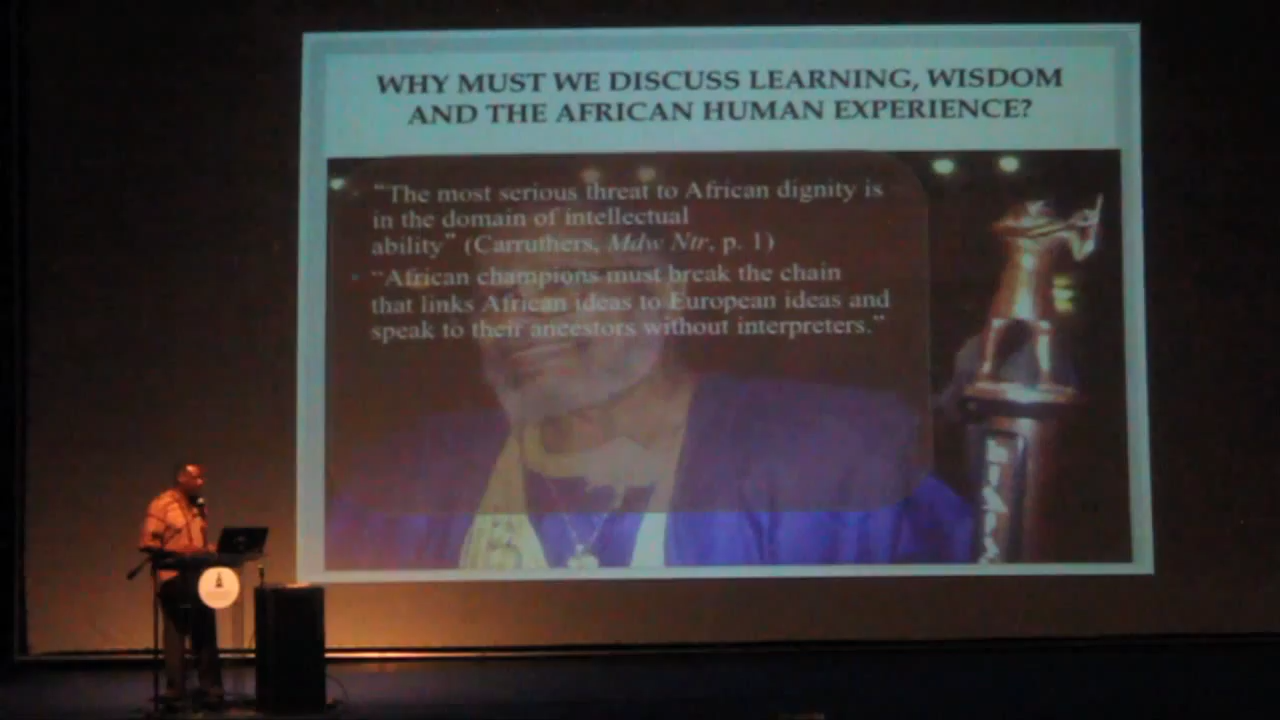 WHY MUST WE DISCUSS LEARNING, WISDOM
AND THE AFRICAN HUMAN EXPERIENCE?
“The most serious threat to African dignity is
in the domain of intellectual
ability” (Carruthers, Mdw Ntr, p. 1)
“African champions must break the chain
that links African ideas to European ideas and
speak to their ancestors without interpreters.”